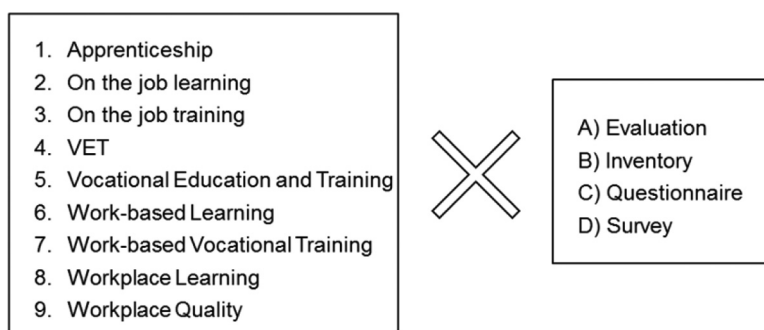 1. Apprenticeship
2. On the job learning
3. On the job training
4. VET
5. Vocational Education and Training
6. Work-based Learning
7. Work-based Vocational Training
8. Workplace Learning
9. Workplace Quality
A) Evaluation
B) Inventory
C) Questionnaire
D) Survey